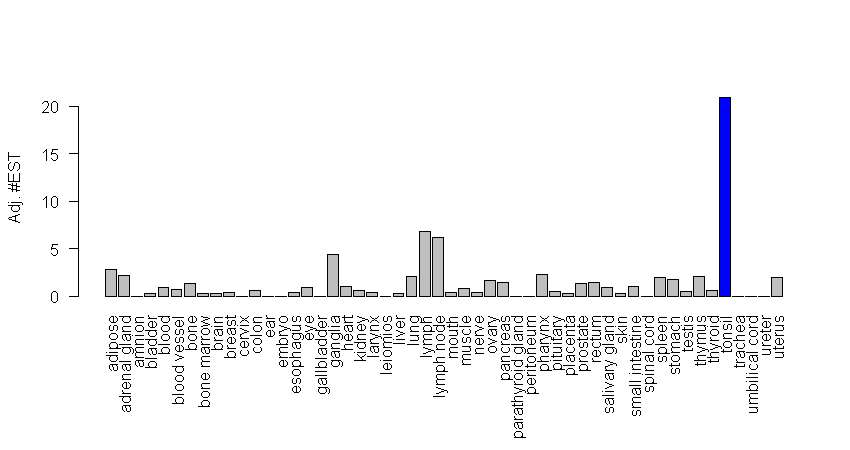 Adj. #EST
20
15
10
5
0
adipose
adrenal gland
amnion
bladder
blood
blood vessel
bone
bone marrow
brain
breast
cervix
colon
ear
embryo
esophagus
eye
gallbladder
ganglia
heart
kidney
larynx
leiomios
liver
lung
lymph
lymph node
mouth
muscle
nerve
ovary
pancreas
parathyroid gland
peritoneum
pharynx
pituitary
placenta
prostate
rectum
salivary gland
skin
small intestine
spinal cord
spleen
stomach
testis
thymus
thyroid
tonsil
trachea
umbilical cord
ureter
uterus